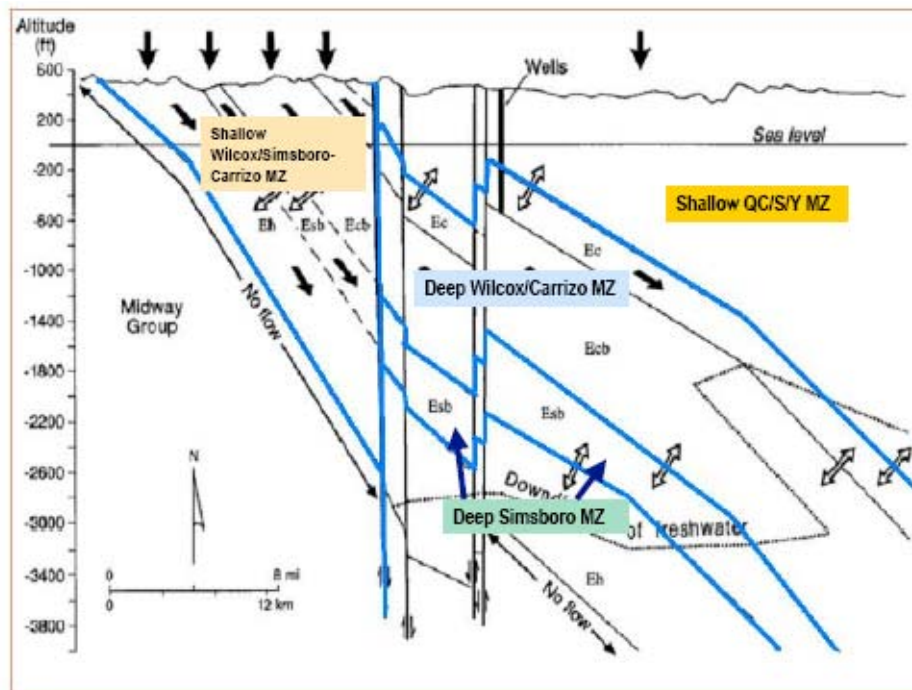 Altitude
(ft)
600
200
-200
-600
-1000
-1400
-1800
-2200
-2600
-3000
-3400
-3800
Wells
Sea level
Shallow
Wilcox/Simsboro-
Carrizo MZ
Shallow QC/S/Y MZ
Eh
Esb
Ecb
Ec
Ec
Deep Wilcox/Carrizo MZ
No flow
Midway
Group
Ecb
Esb
Esb
N
Deep Simsboro MZ
of freshwater
Eh
No flow
0
8 mi
0
12 km